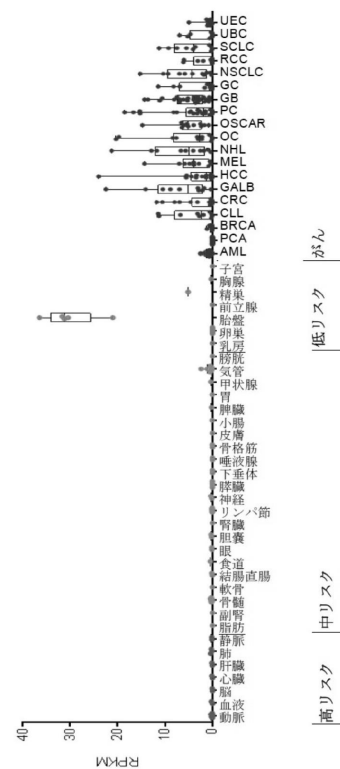 UEC
UBC
SCLC
RCC
NSCLC
GC
GB
PC
OSCAR
OC
NHL
MEL
HCC
GALB
CRC
CLL
BRCA
PCA
AML
子宮
胸腺
精巣
前立腺
胎盤
卵巣
乳房
膀胱
気管
甲状腺
胃
脾臓
小腸
皮膚
骨格筋
唾液腺
下垂体
膵臓
神経
リンパ節
腎臓
胆嚢
眼
食道
結腸直腸
軟骨
骨髄
副腎
脂肪
静脈
肺
肝臓
心臓
脳
血液
動脈
がん
低リスク
中リスク
高リスク
40
30
20
10
0
RPKM